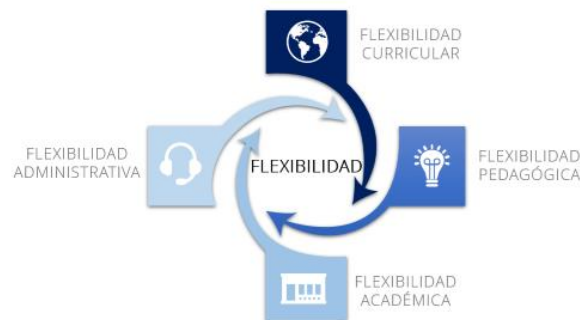 FLEXIBILIDAD
CURRICULAR
FLEXIBILIDAD
ADMINISTRATIVA
FLEXIBILIDAD
FLEXIBILIDAD
PEDAGÓGICA
FLEXIBILIDAD
ACADÉMICA